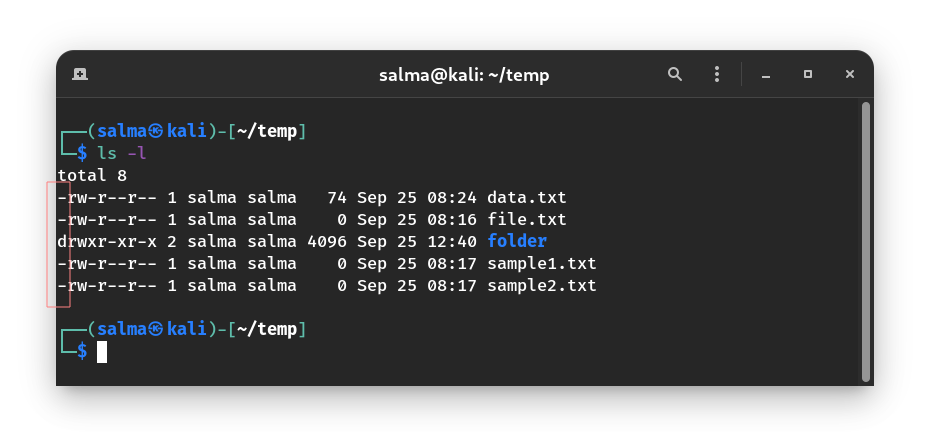 salma@kali: ~/temp
┌──(salma㉿kali)-[~/temp]
└─$ ls -l
total 8
-rw-r--r-- 1 salma salma   74 Sep 25 08:24 data.txt
-rw-r--r-- 1 salma salma    0 Sep 25 08:16 file.txt
drwxr-xr-x 2 salma salma 4096 Sep 25 12:40 folder
-rw-r--r-- 1 salma salma    0 Sep 25 08:17 sample1.txt
-rw-r--r-- 1 salma salma    0 Sep 25 08:17 sample2.txt
┌──(salma㉿kali)-[~/temp]
└─$